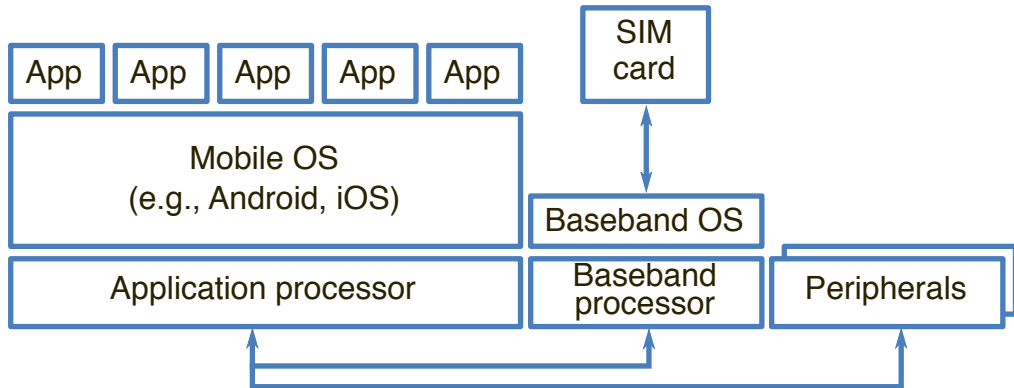 SIM
card
App
App
App
App
App
Mobile OS
(e.g., Android, iOS)
Baseband OS
Application processor
Baseband
processor
Peripherals